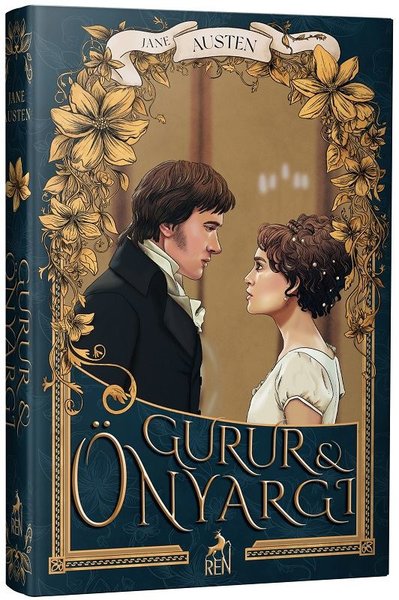 JANE AUSTEN
GURUR &
ÖNYARGI
REN
JANE
AUSTEN
GURUR &
ÖNYARGI
REN